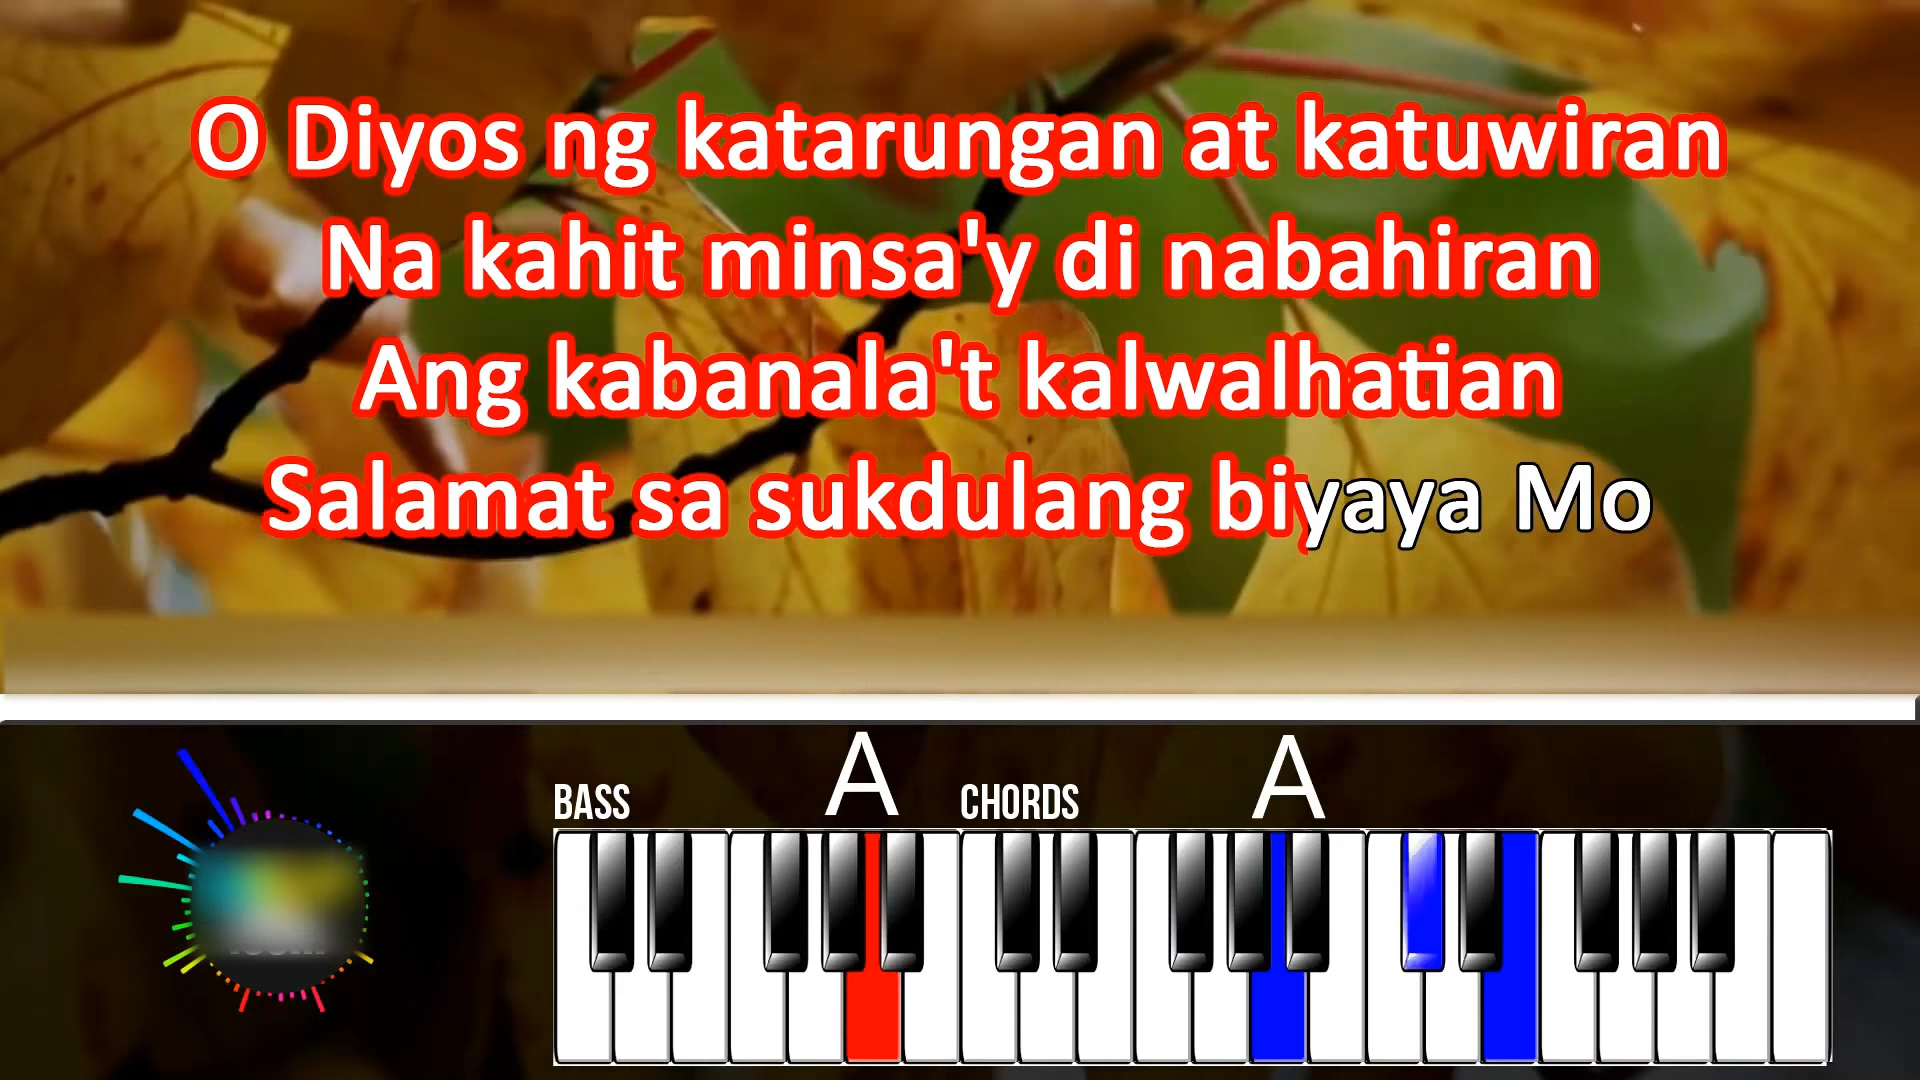 O Diyos ng katarungan at katuwiran
Na kahit minsa'y di nabahiran
Ang kabanala't kalwalhatian
Salamat sa sukdulang biyaya Mo
BASS A CHORDS A